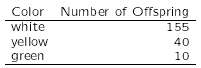 Color Number of Offspring
white 155
yellow 40
green 10